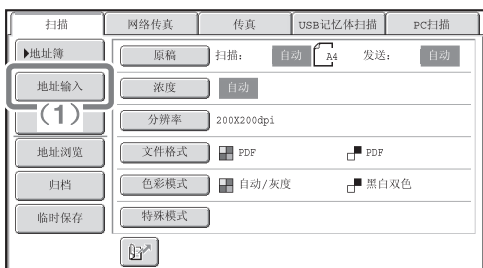 扫描 网络传真 传真 USB记忆体扫描 PC扫描
▶地址簿 原稿 扫描: 自动 A4 发送: 自动
地址输入 浓度 自动
(1) 分辨率 200X200dpi
地址浏览 文件格式 PDF PDF
归档 色彩模式 自动/灰度 黑白双色
临时保存 特殊模式